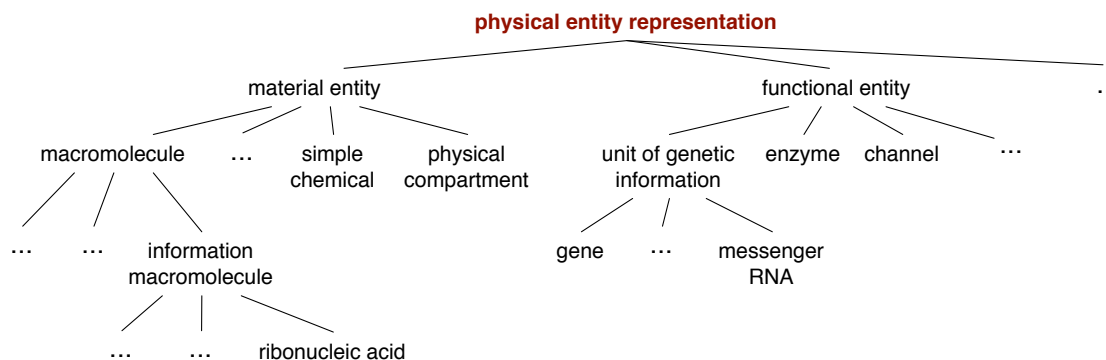 physical entity representation
material entity
functional entity
.
macromolecule
...
simple
chemical
physical
compartment
unit of genetic
information
enzyme
channel
...
...
...
information
macromolecule
gene
...
messenger
RNA
...
...
ribonucleic acid